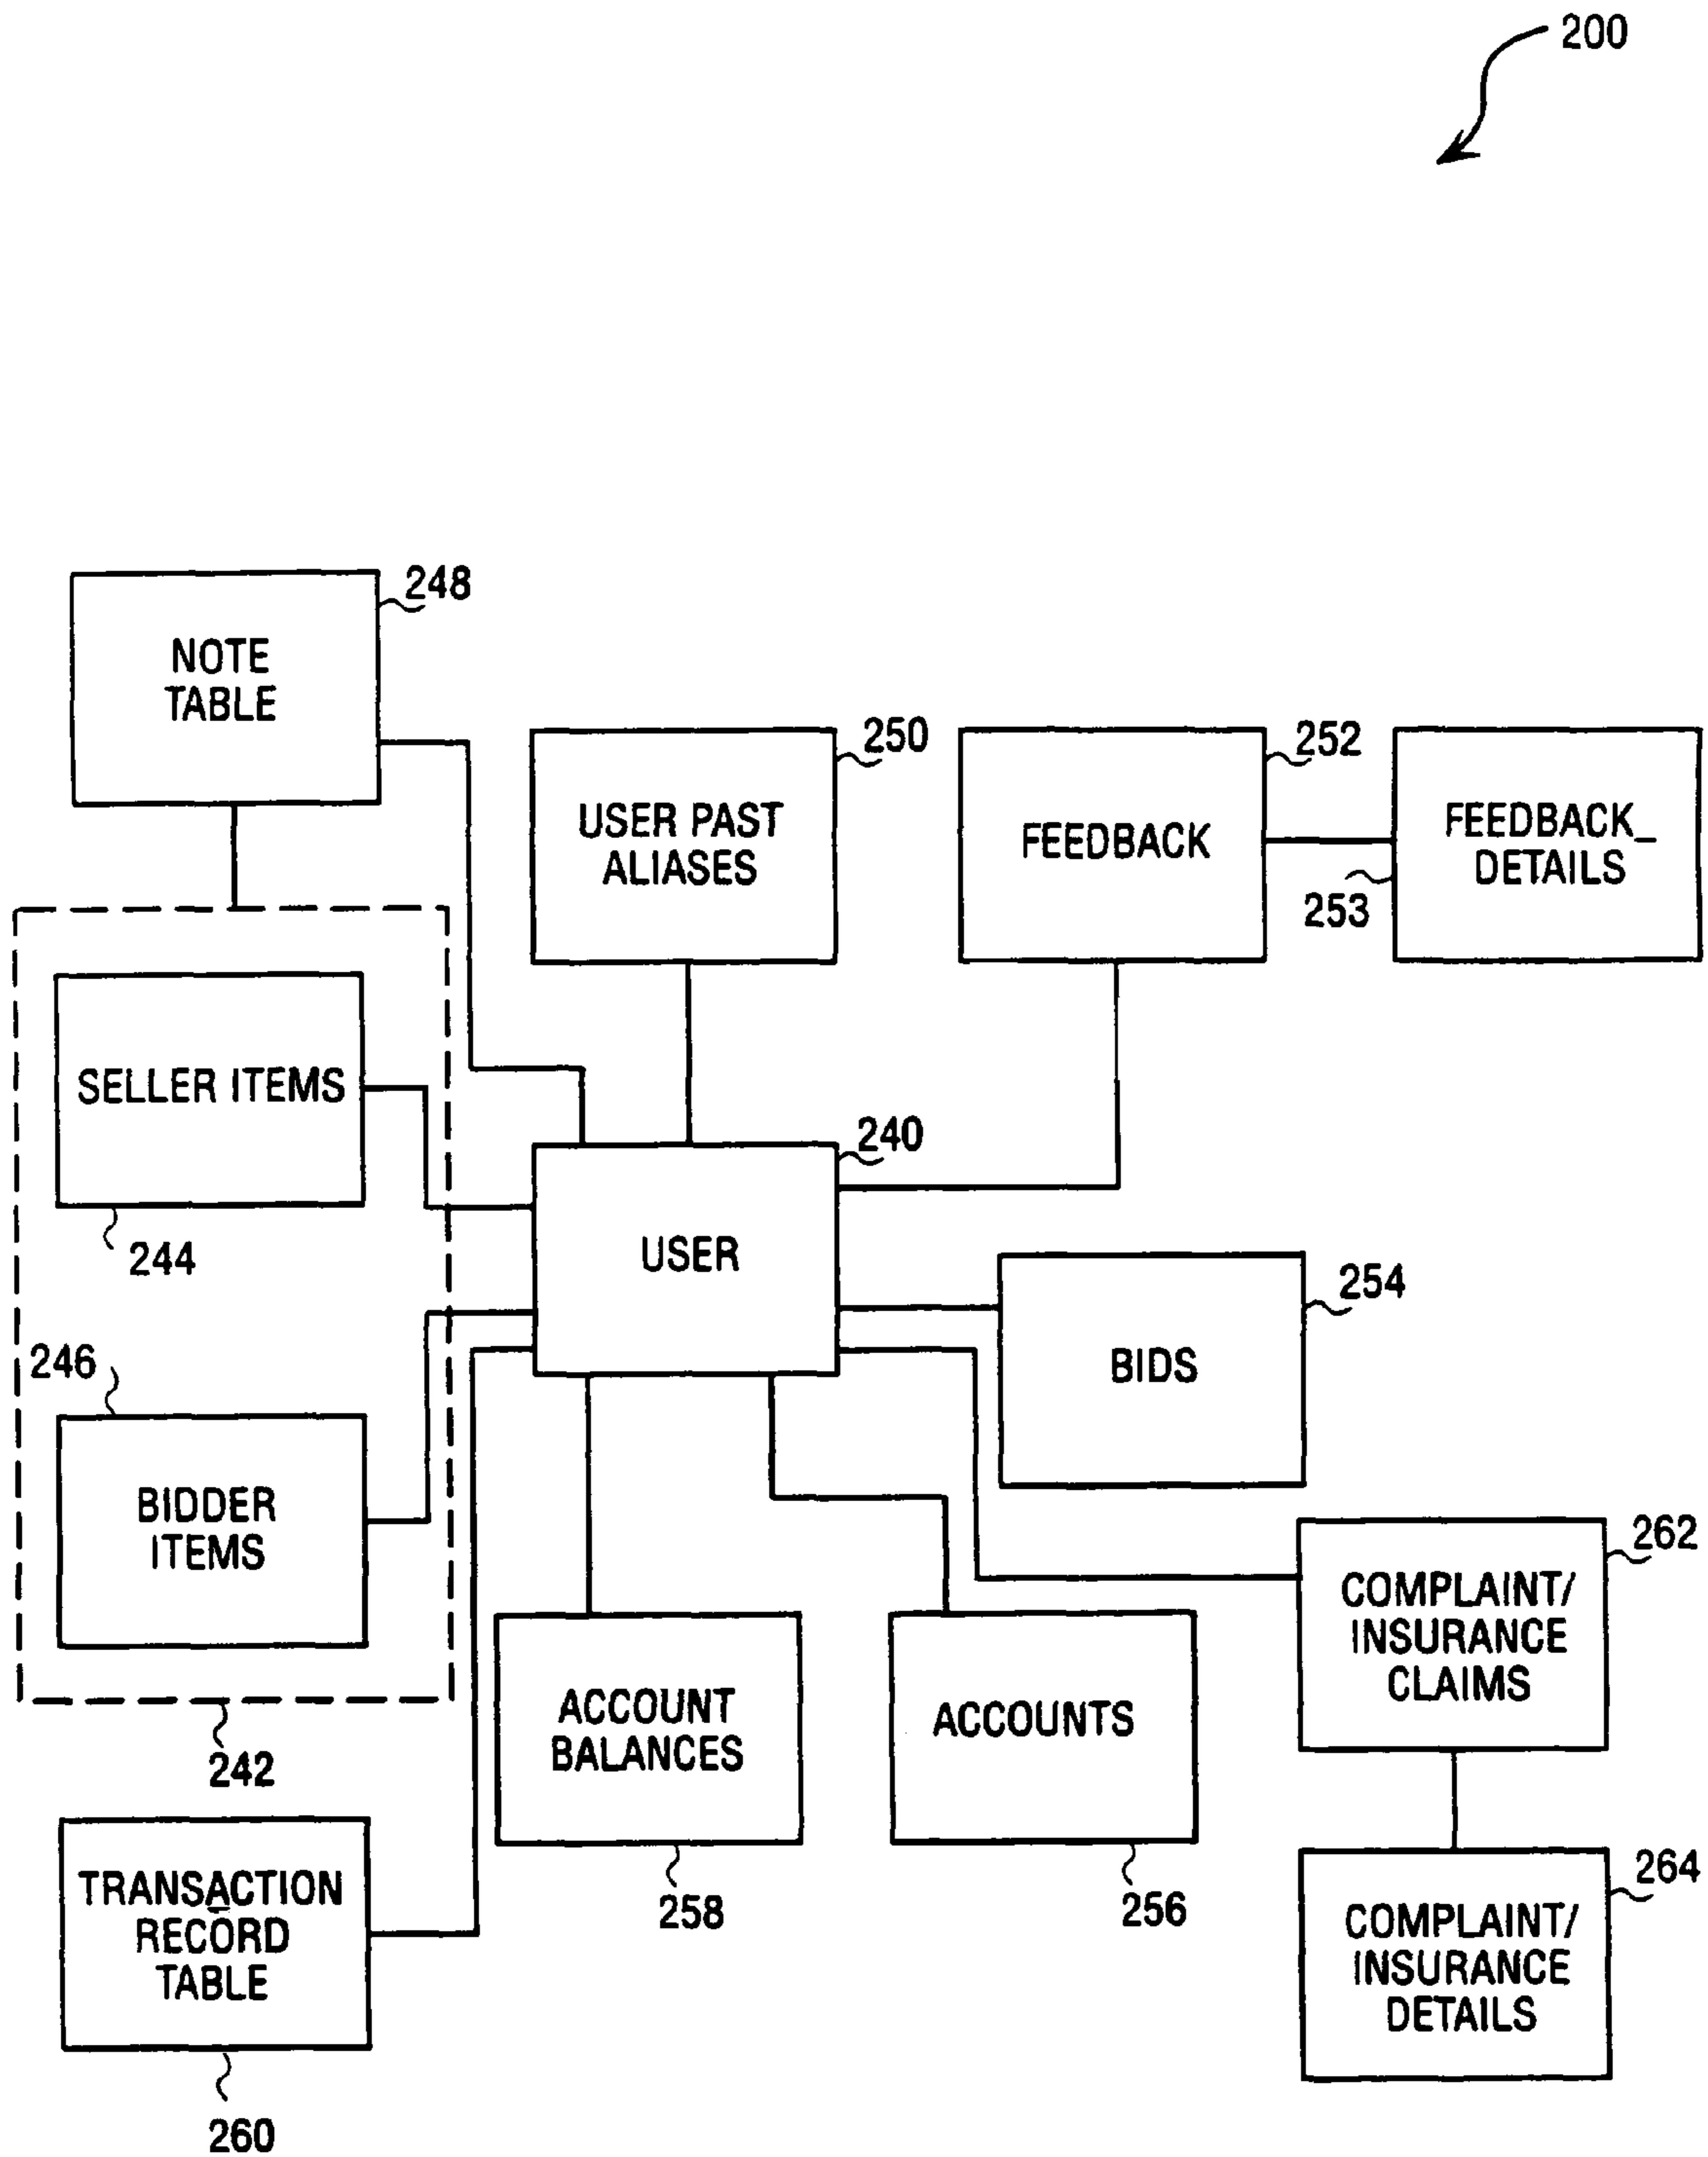 200
248
NOTE
TABLE
250
USER PAST
ALIASES
252
FEEDBACK
FEEDBACK_
DETAILS
253
SELLER ITEMS
244
240
USER
254
BIDS
246
BIDDER
ITEMS
242
262
COMPLAINT/
INSURANCE
CLAIMS
ACCOUNT
BALANCES
258
ACCOUNTS
256
TRANSACTION
RECORD
TABLE
260
264
COMPLAINT/
INSURANCE
DETAILS